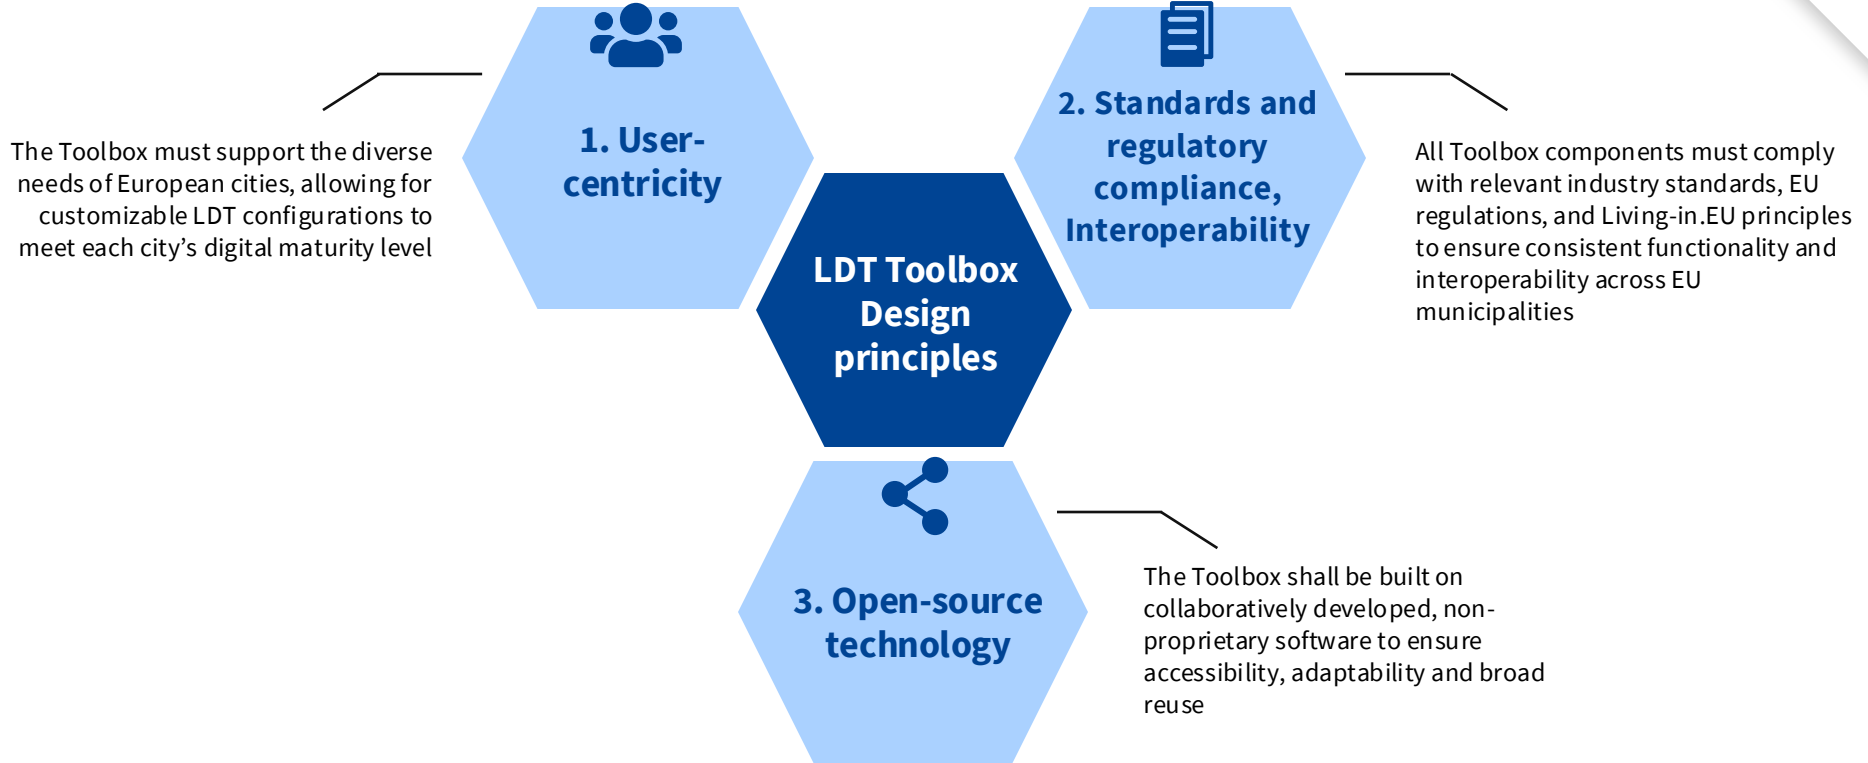 The Toolbox must support the diverse
needs of European cities, allowing for
customizable LDT configurations to
meet each city’s digital maturity level
1. User-
centricity
LDT Toolbox
Design
principles
2. Standards and
regulatory
compliance,
Interoperability
All Toolbox components must comply
with relevant industry standards, EU
regulations, and Living-in.EU principles
to ensure consistent functionality and
interoperability across EU
municipalities
3. Open-source
technology
The Toolbox shall be built on
collaboratively developed, non-
proprietary software to ensure
accessibility, adaptability and broad
reuse